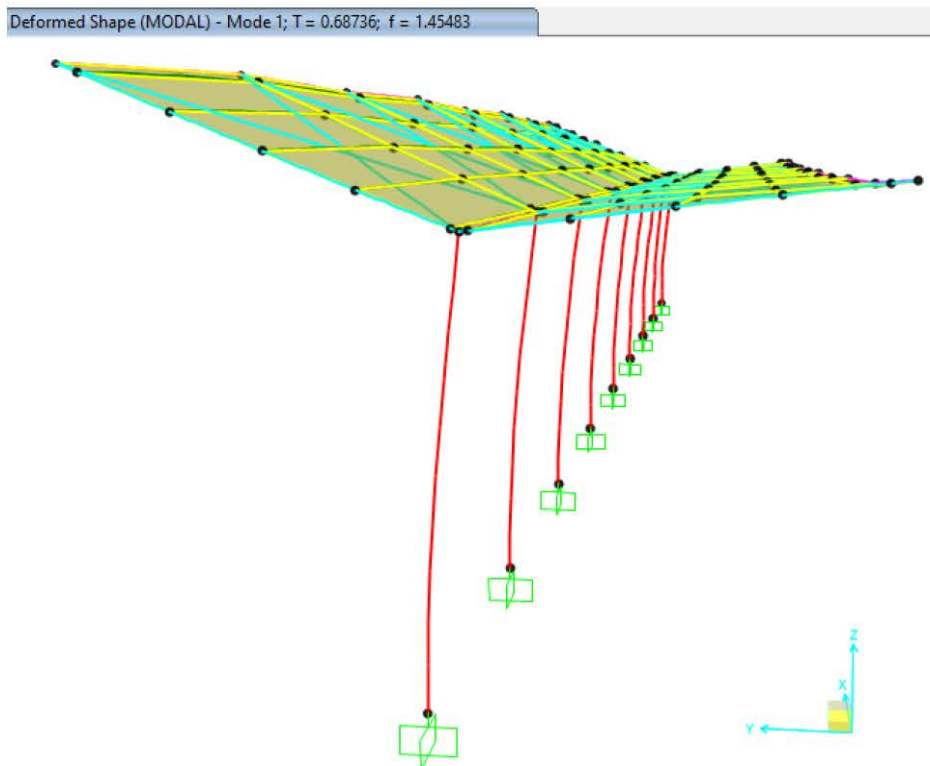 Deformed Shape (MODAL) - Mode 1; T = 0.68736; f = 1.45483
Z
X
Y